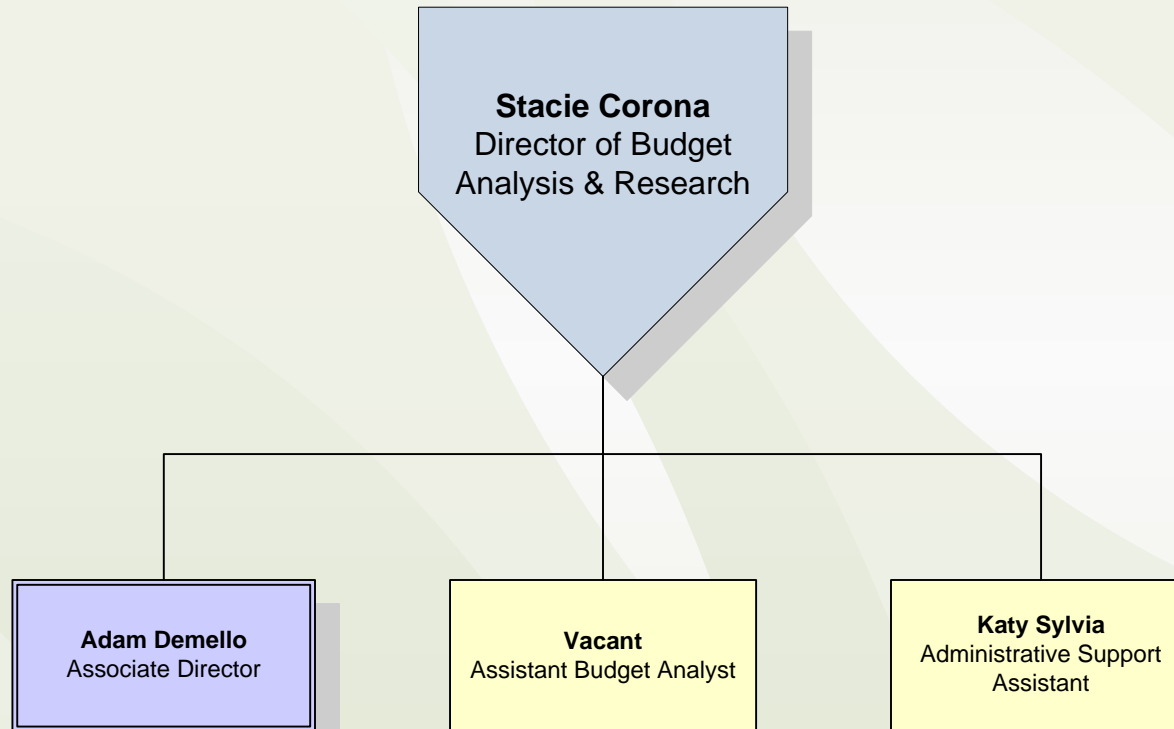 Stacie Corona
Director of Budget
Analysis & Research
Adam Demello
Associate Director
Vacant
Assistant Budget Analyst
Katy Sylvia
Administrative Support
Assistant